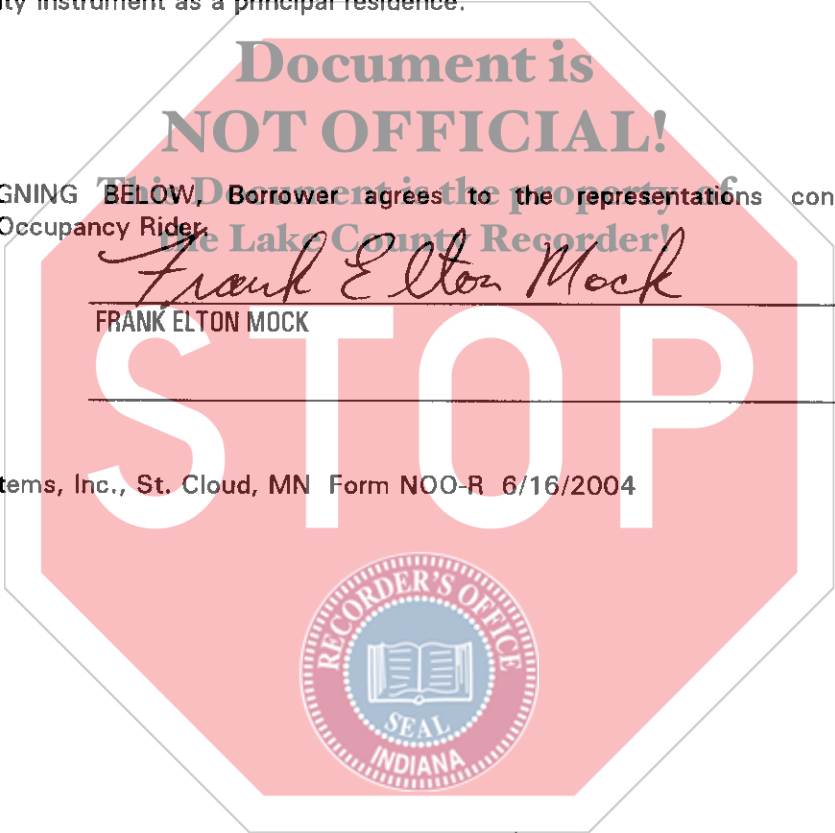 ity instrument as a principal residence.
Document is
NOT OFFICIAL!
This Document is the property of
GNING BELOW, Borrower agrees to the representations con
the Lake County Recorder!
Occupancy Rider.
Frank Elton Mock
FRANK ELTON MOCK
STOP
tems, Inc., St. Cloud, MN Form NOO-R 6/16/2004
RECORDER'S OFFICE
SEAL
INDIANA